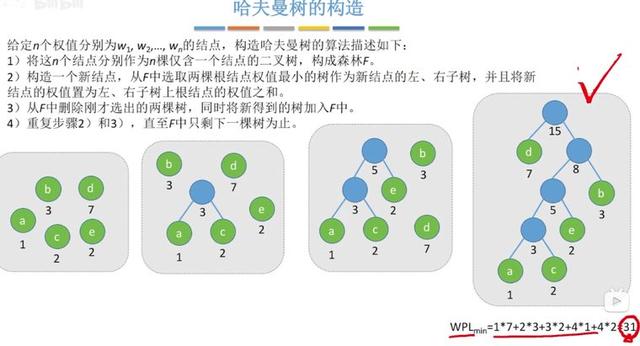 bilibili
哈夫曼树的构造
给定n个权值分别为w1, w2,..., wn的结点，构造哈夫曼树的算法描述如下：
1）将这n个结点分别作为n棵仅含一个结点的二叉树，构成森林F。
2）构造一个新结点，从F中选取两棵根结点权值最小的树作为新结点的左、右子树，并且将新
结点的权值置为左、右子树上根结点的权值之和。
3）从F中删除刚才选出的两棵树，同时将新得到的树加入F中。
4）重复步骤2）和3），直至F中只剩下一棵树为止。
b d
3 7
a c e
1 2 2
b d
3 7
3
e
2
a c
1 2
b
5 3
e
3 2
a c d
1 2 7
15
d
7 8
b
5 3
e
3 2
a c
1 2
WPLmin=1*7+2*3+3*2+4*1+4*2=31